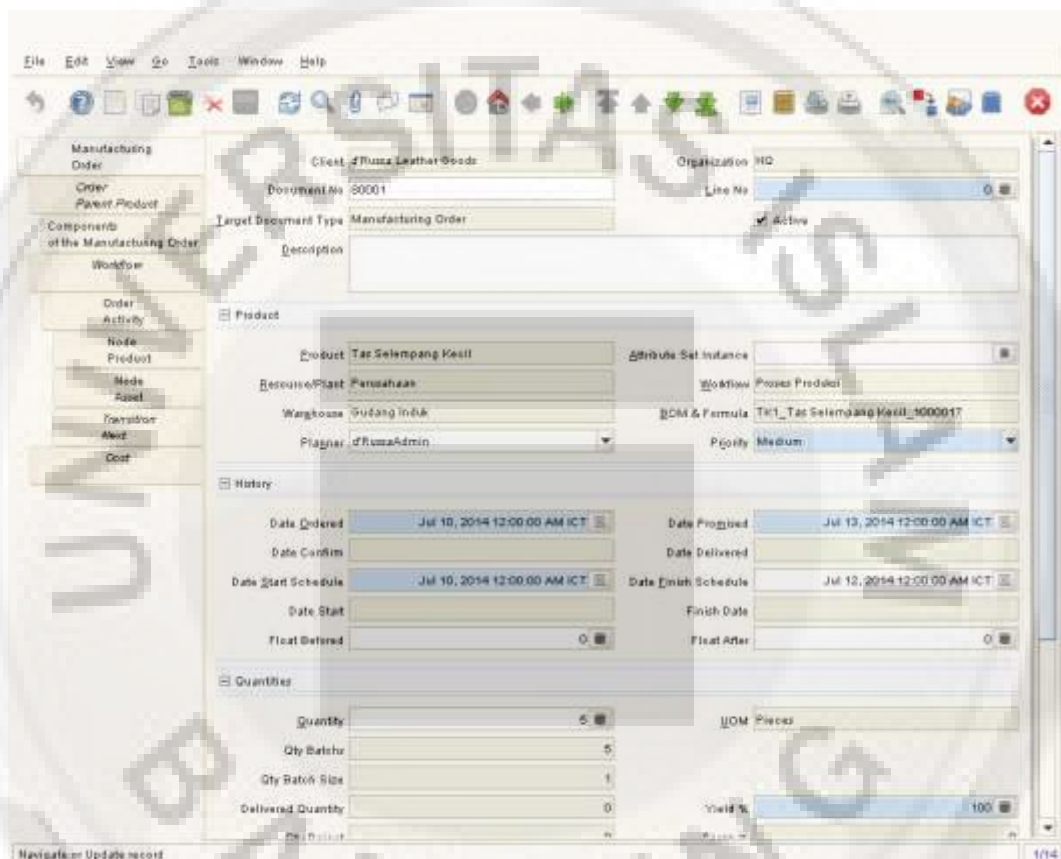 File Edit View Go Tools Window Help
Manufacturing Order
Order Parent Product
Components of the Manufacturing Order
Workflow
Order Activity
Node Product
Node Asset
Transition Next
Cost
Client d'Russa Leather Goods Organization HQ
Document No 80001 Line No 0
Target Document Type Manufacturing Order Active
Description
Product
Product Tas Selempang Kecil Attribute Set Instance
Resource/Plant Perusahaan Workflow Proses Produksi
Warehouse Gudang Induk BOM & Formula TK1_Tas Selempang Kecil_1000017
Planner d'RussaAdmin Priority Medium
History
Date Ordered Jul 10, 2014 12:00:00 AM ICT Date Promised Jul 13, 2014 12:00:00 AM ICT
Date Confirm Date Delivered
Date Start Schedule Jul 10, 2014 12:00:00 AM ICT Date Finish Schedule Jul 12, 2014 12:00:00 AM ICT
Date Start Finish Date
Float Befored 0 Float After 0
Quantities
Quantity 5 UOM Pieces
Qty Batchs 5
Qty Batch Size 1
Delivered Quantity 0 Yield % 100
Navigate or Update record 1/14
UNIVERSITAS ISLAM